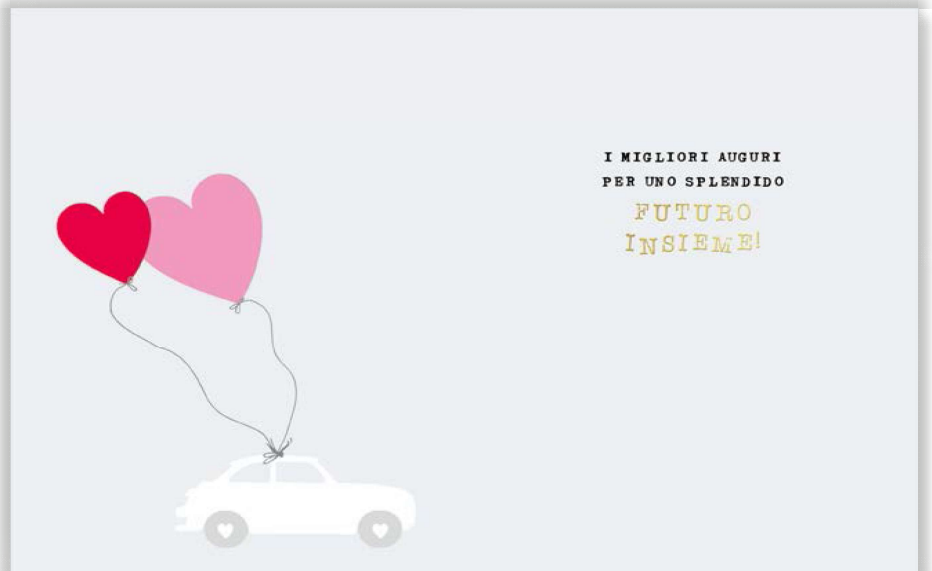 I MIGLIORI AUGURI
PER UNO SPLENDIDO
FUTURO
INSIEME!